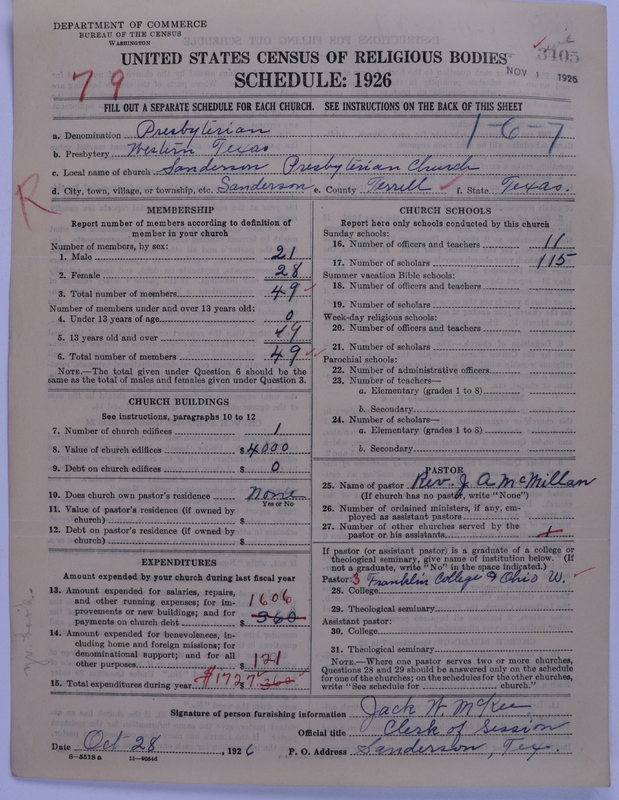 DEPARTMENT OF COMMERCE
BUREAU OF THE CENSUS
WASHINGTON
3405
NOV 1 1926
UNITED STATES CENSUS OF RELIGIOUS BODIES
SCHEDULE: 1926
79
FILL OUT A SEPARATE SCHEDULE FOR EACH CHURCH. SEE INSTRUCTIONS ON THE BACK OF THIS SHEET
a. Denomination Presbyterian
1-6-7
b. Presbytery Western Texas
c. Local name of church Sanderson Presbyterian Church
d. City, town, village, or township, etc. Sanderson e. County Terrell f. State Texas.
R
MEMBERSHIP
Report number of members according to definition of
member in your church
Number of members, by sex:
1. Male 21
2. Female 28
3. Total number of members 49
Number of members under and over 13 years old:
4. Under 13 years of age 0
5. 13 years old and over 49
6. Total number of members 49
NOTE.—The total given under Question 6 should be the
same as the total of males and females given under Question 3.
CHURCH BUILDINGS
See instructions, paragraphs 10 to 12
7. Number of church edifices 1
8. Value of church edifices $4000
9. Debt on church edifices $ 0
10. Does church own pastor's residence None
Yes or No
11. Value of pastor's residence (if owned by
church) $
12. Debt on pastor's residence (if owned by
church) $
EXPENDITURES
Amount expended by your church during last fiscal year
13. Amount expended for salaries, repairs,
and other running expenses; for im-
provements or new buildings; and for
payments on church debt $ 360
1606
14. Amount expended for benevolences, in-
cluding home and foreign missions; for
denominational support; and for all
other purposes $ 121
15. Total expenditures during year $1727 $ 360
CHURCH SCHOOLS
Report here only schools conducted by this church
Sunday schools:
16. Number of officers and teachers 11
17. Number of scholars 115
Summer vacation Bible schools:
18. Number of officers and teachers
19. Number of scholars
Week-day religious schools:
20. Number of officers and teachers
21. Number of scholars
Parochial schools:
22. Number of administrative officers
23. Number of teachers—
a. Elementary (grades 1 to 8)
b. Secondary
24. Number of scholars—
a. Elementary (grades 1 to 8)
b. Secondary
PASTOR
25. Name of pastor Rev. J. A. McMillan
(If church has no pastor, write "None")
26. Number of ordained ministers, if any, em-
ployed as assistant pastors
27. Number of other churches served by the
pastor or his assistants
If pastor (or assistant pastor) is a graduate of a college or
theological seminary, give name of institution below. (If
not a graduate, write "No" in the space indicated.)
Pastor: 3 Franklin College & Ohio W.
28. College
29. Theological seminary
Assistant pastor:
30. College
31. Theological seminary
NOTE.—Where one pastor serves two or more churches,
Questions 28 and 29 should be answered only on the schedule
for one of the churches; on the schedules for the other churches,
write "See schedule for church."
Signature of person furnishing information Jack W. McKee
Official title Clerk of Session
Date Oct 28, 1926 P. O. Address Sanderson, Tex.
8—5518 a 11—9054d